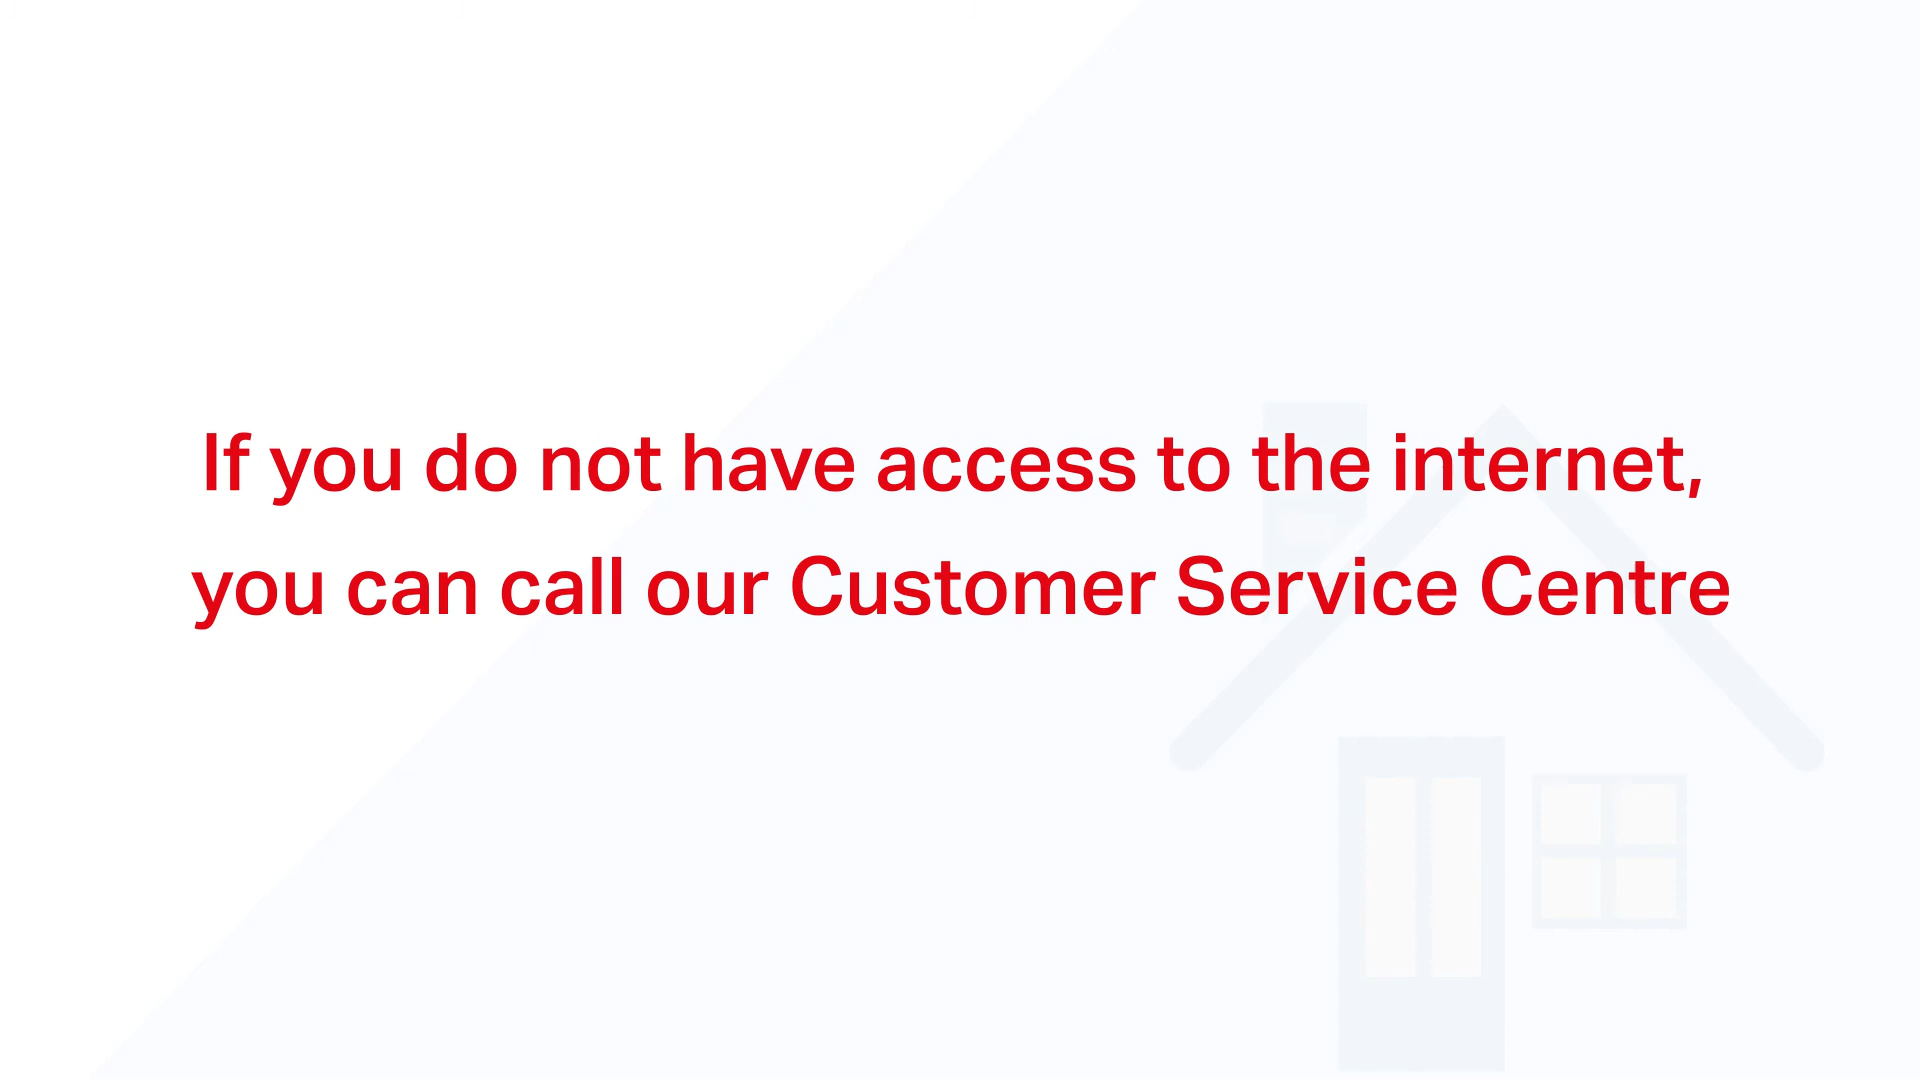 If you do not have access to the internet,
you can call our Customer Service Centre